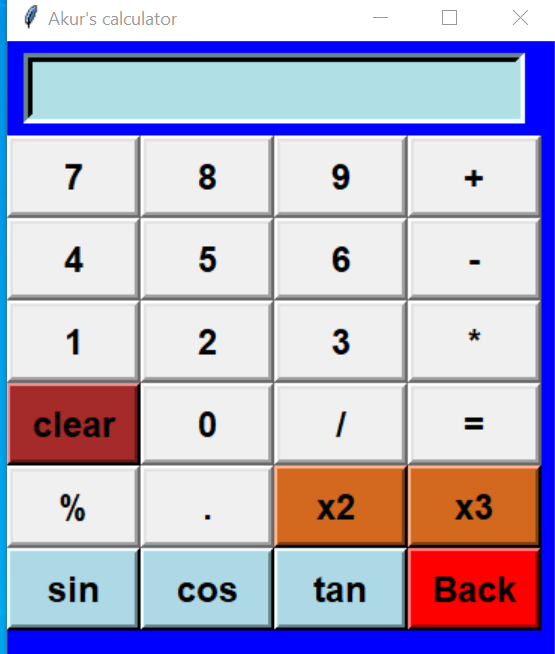 Akur's calculator
7 8 9 +
4 5 6 -
1 2 3 *
clear 0 / =
% . x2 x3
sin cos tan Back